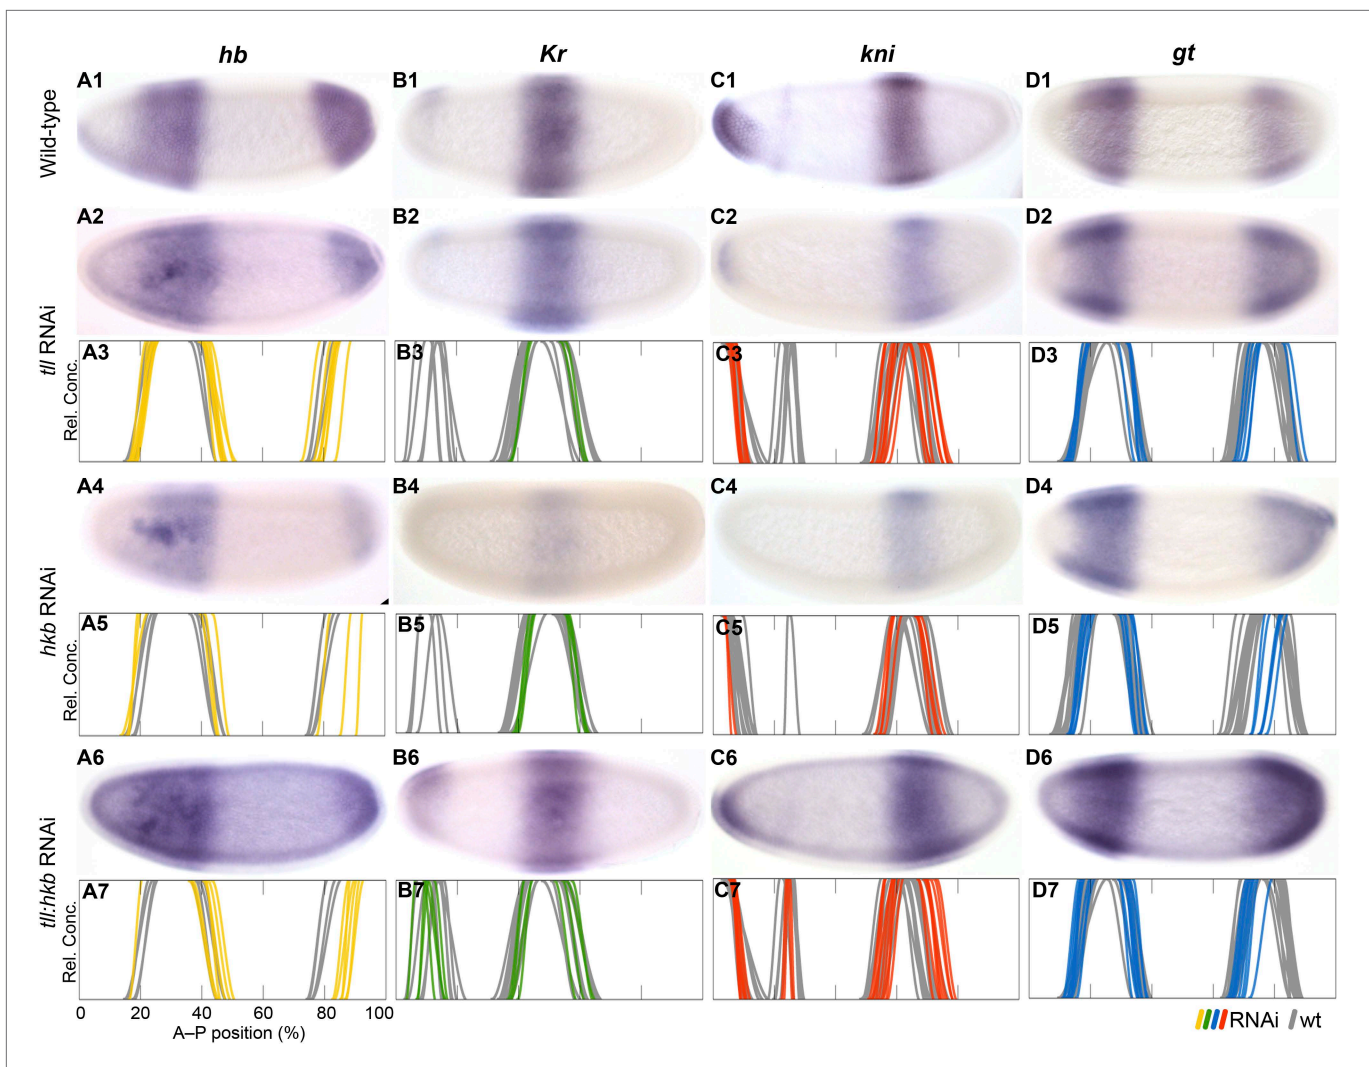 hb Kr kni gt
Wild-type
A1 B1 C1 D1
A2 B2 C2 D2
tll RNAi
Rel. Conc.
A3 B3 C3 D3
A4 B4 C4 D4
hkb RNAi
Rel. Conc.
A5 B5 C5 D5
A6 B6 C6 D6
tll:hkb RNAi
Rel. Conc.
A7 B7 C7 D7
0 20 40 60 80 100
A–P position (%)
RNAi wt